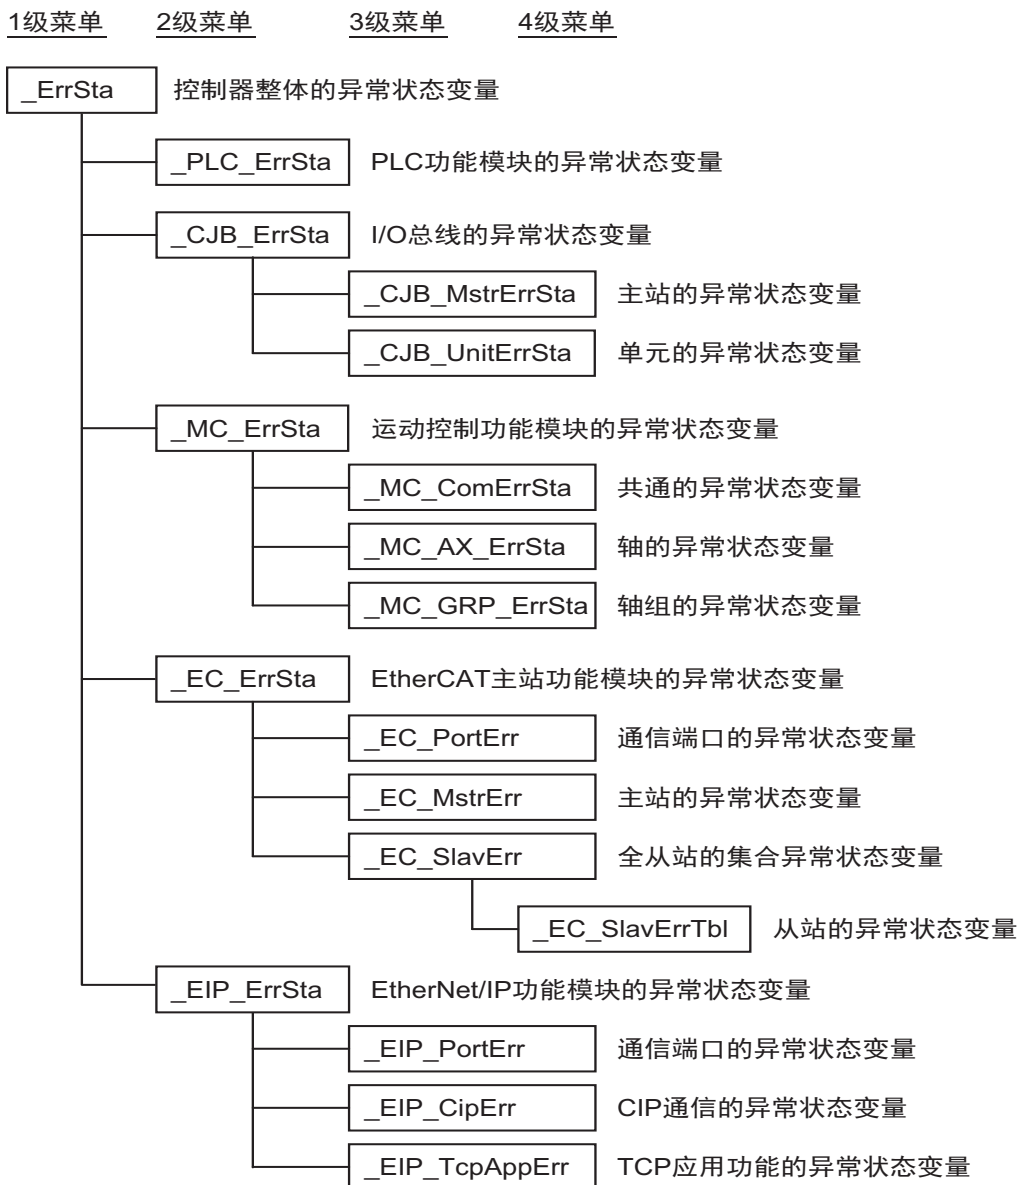 1级菜单 2级菜单 3级菜单 4级菜单
_ErrSta 控制器整体的异常状态变量
_PLC_ErrSta PLC功能模块的异常状态变量
_CJB_ErrSta I/O总线的异常状态变量
_CJB_MstrErrSta 主站的异常状态变量
_CJB_UnitErrSta 单元的异常状态变量
_MC_ErrSta 运动控制功能模块的异常状态变量
_MC_ComErrSta 共通的异常状态变量
_MC_AX_ErrSta 轴的异常状态变量
_MC_GRP_ErrSta 轴组的异常状态变量
_EC_ErrSta EtherCAT主站功能模块的异常状态变量
_EC_PortErr 通信端口的异常状态变量
_EC_MstrErr 主站的异常状态变量
_EC_SlavErr 全从站的集合异常状态变量
_EC_SlavErrTbl 从站的异常状态变量
_EIP_ErrSta EtherNet/IP功能模块的异常状态变量
_EIP_PortErr 通信端口的异常状态变量
_EIP_CipErr CIP通信的异常状态变量
_EIP_TcpAppErr TCP应用功能的异常状态变量